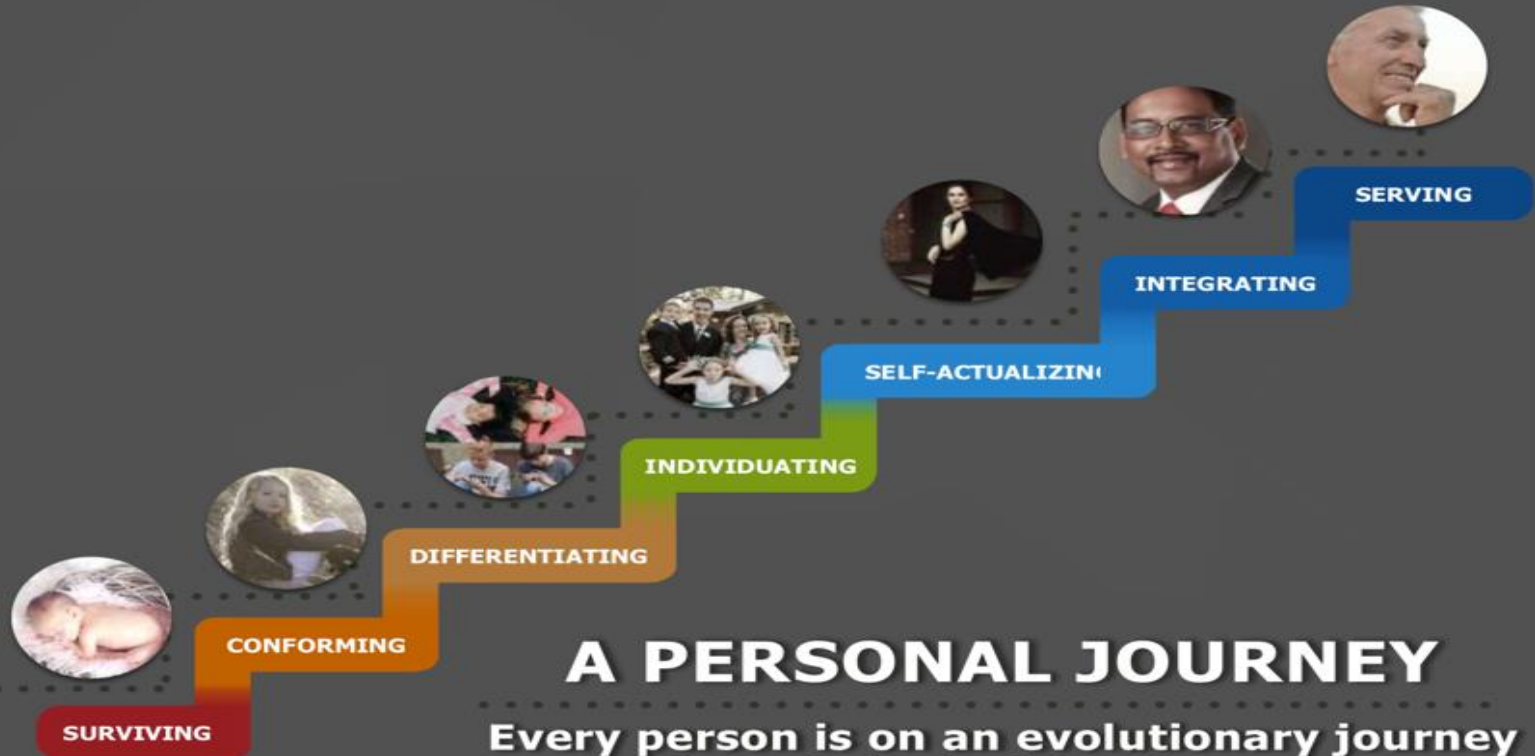 SERVING
INTEGRATING
SELF-ACTUALIZIN
INDIVIDUATING
DIFFERENTIATING
CONFORMING
SURVIVING
A PERSONAL JOURNEY
Every person is on an evolutionary journey